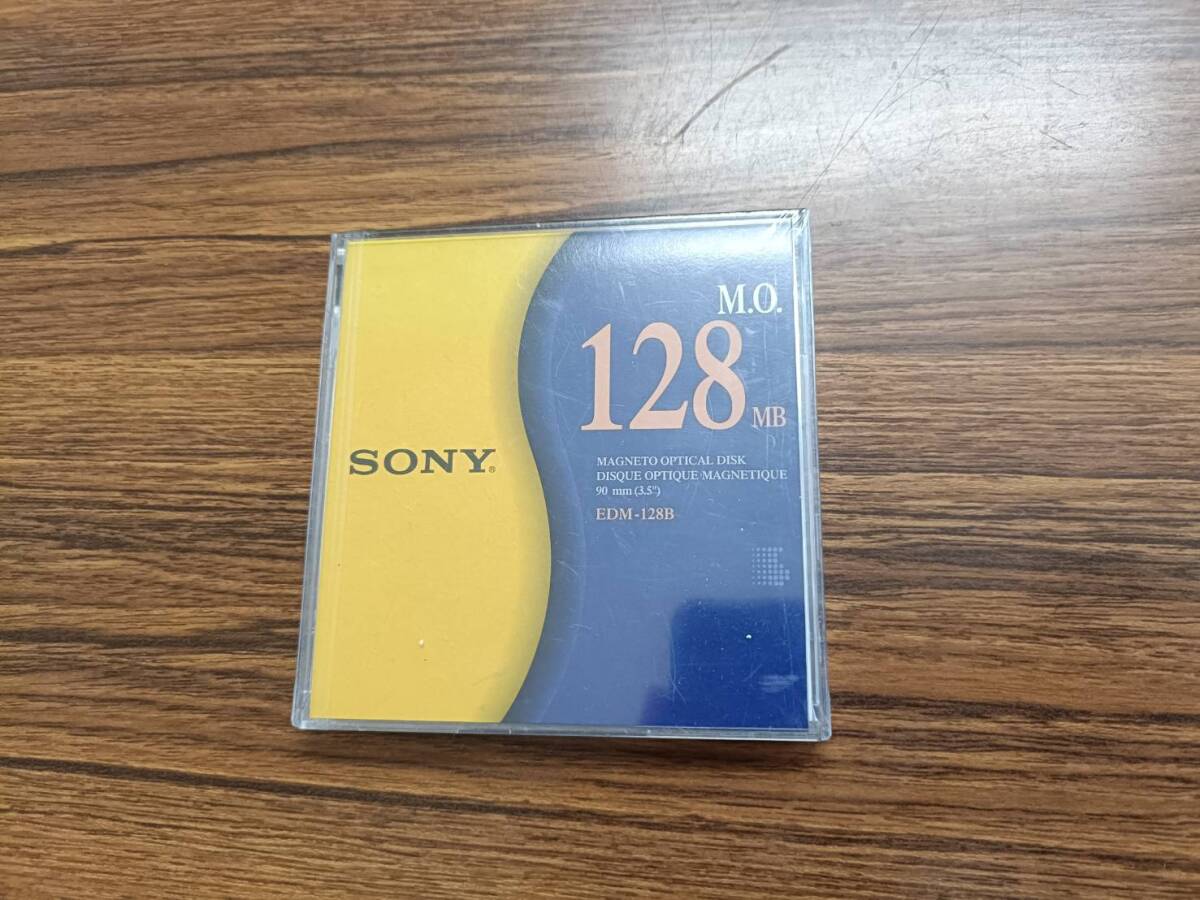 M.O.
128 MB
SONY®
MAGNETO OPTICAL DISK
DISQUE OPTIQUE MAGNETIQUE
90 mm (3.5")
EDM-128B